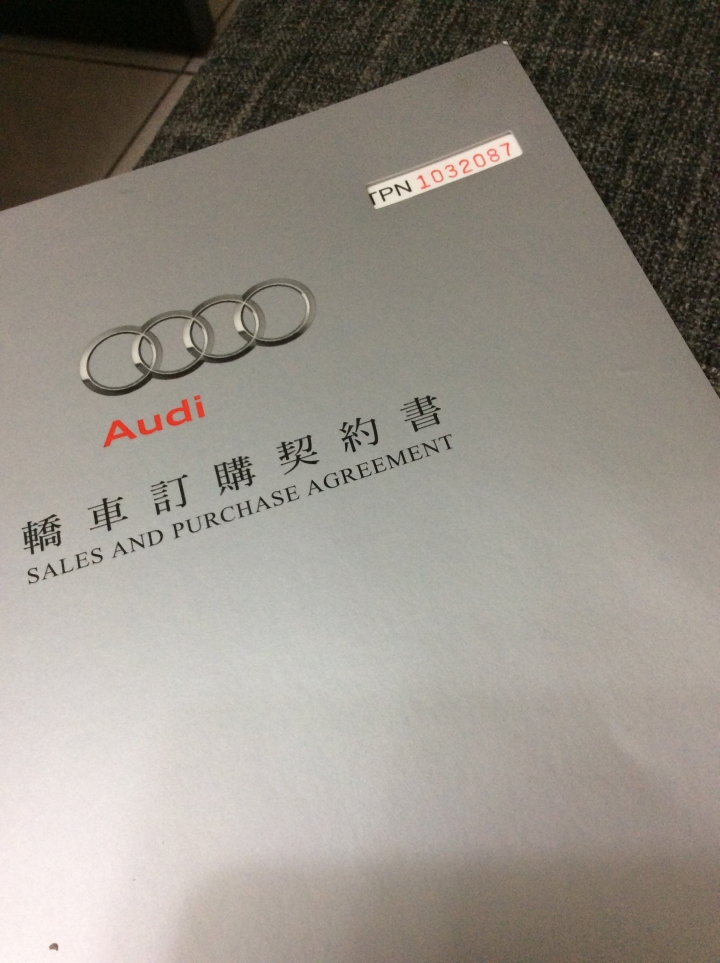 TPN 1032087
Audi
轎車訂購契約書
SALES AND PURCHASE AGREEMENT